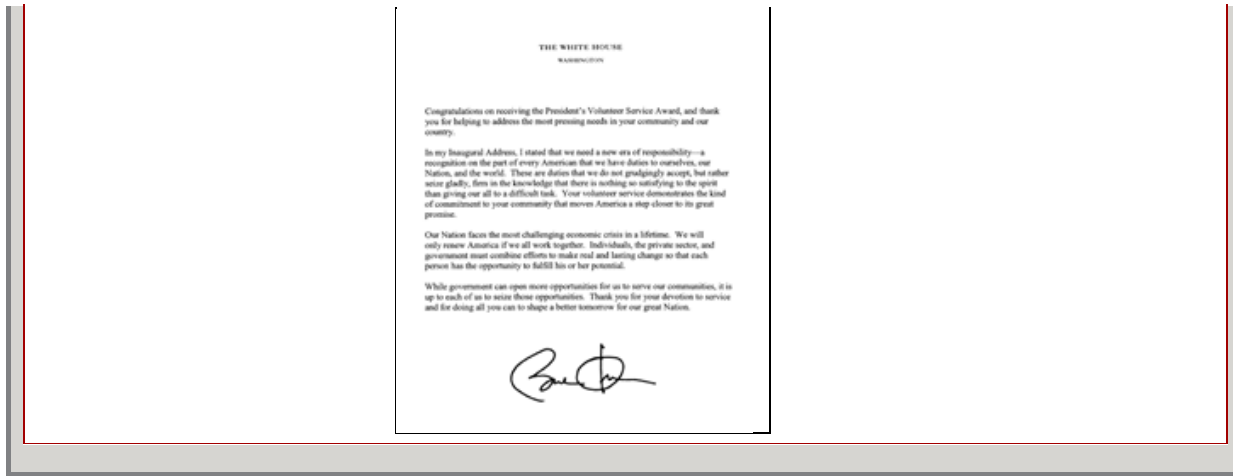 THE WHITE HOUSE
WASHINGTON
Congratulations on receiving the President's Volunteer Service Award, and thank
you for helping to address the most pressing needs in your community and our
country.
In my Inaugural Address, I stated that we need a new era of responsibility—a
recognition on the part of every American that we have duties to ourselves, our
Nation, and the world. These are duties that we do not grudgingly accept, but rather
seize gladly, firm in the knowledge that there is nothing so satisfying to the spirit
than giving our all to a difficult task. Your volunteer service demonstrates the kind
of commitment to your community that moves America a step closer to its great
promise.
Our Nation faces the most challenging economic crisis in a lifetime. We will
only renew America if we all work together. Individuals, the private sector, and
government must combine efforts to make real and lasting change so that each
person has the opportunity to fulfill his or her potential.
While government can open more opportunities for us to serve our communities, it is
up to each of us to seize those opportunities. Thank you for your devotion to service
and for doing all you can to shape a better tomorrow for our great Nation.